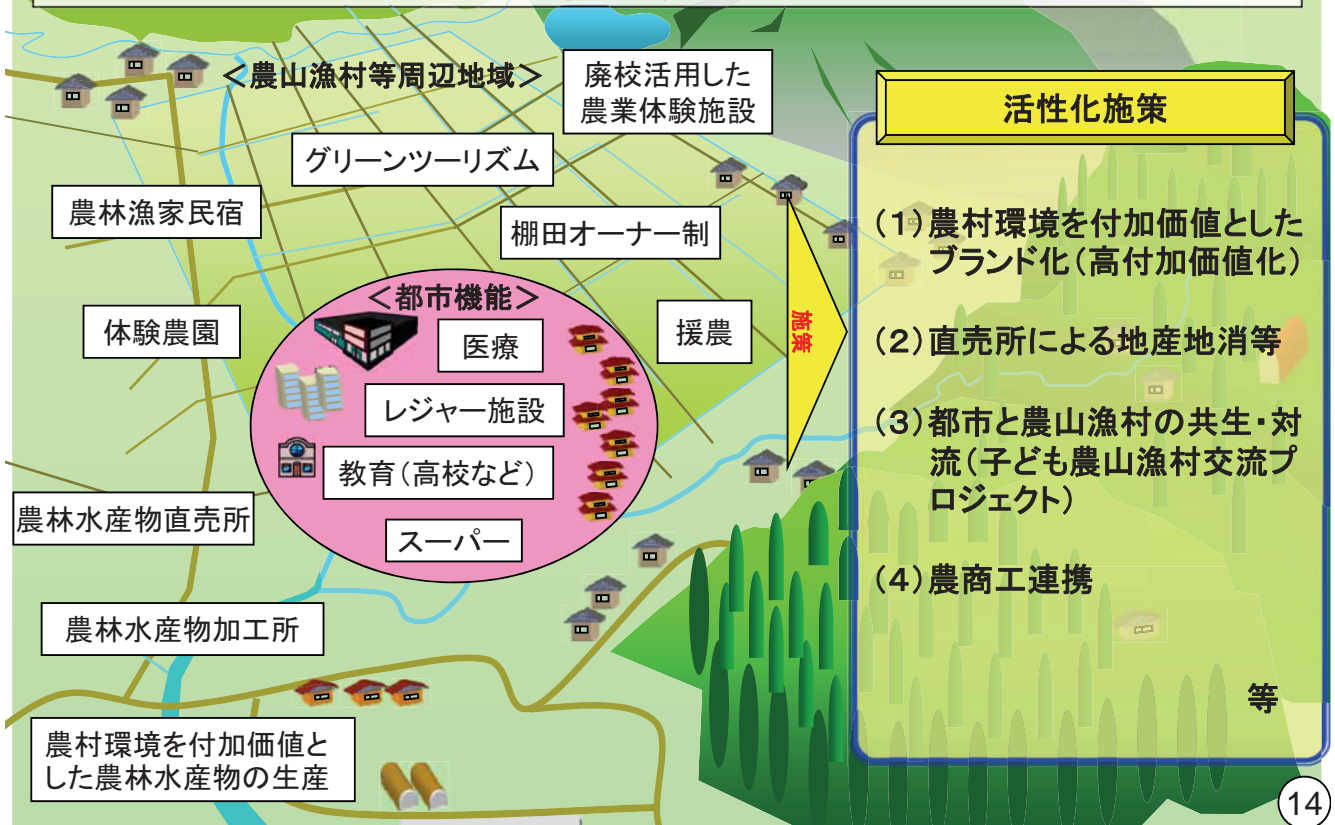 <農山漁村等周辺地域>
廃校活用した
農業体験施設
グリーンツーリズム
農林漁家民宿
棚田オーナー制
<都市機能>
体験農園
医療
援農
レジャー施設
教育(高校など)
農林水産物直売所
スーパー
農林水産物加工所
農村環境を付加価値と
した農林水産物の生産
施策
活性化施策
(1)農村環境を付加価値とした
ブランド化(高付加価値化)
(2)直売所による地産地消等
(3)都市と農山漁村の共生・対
流(子ども農山漁村交流プ
ロジェクト)
(4)農商工連携
等
14